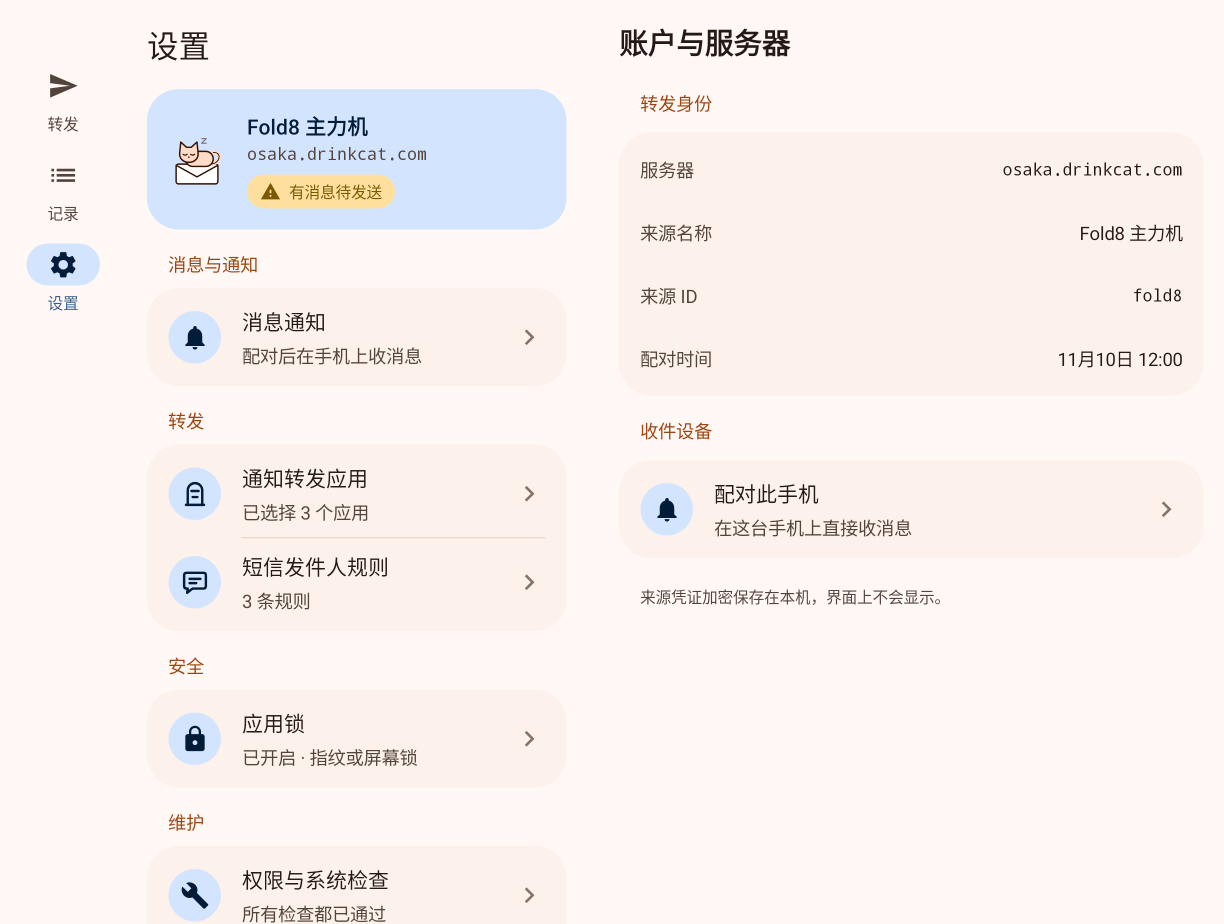 转发
记录
设置
设置
Fold8 主力机
osaka.drinkcat.com
有消息待发送
消息与通知
消息通知
配对后在手机上收消息
转发
通知转发应用
已选择 3 个应用
短信发件人规则
3 条规则
安全
应用锁
已开启 · 指纹或屏幕锁
维护
权限与系统检查
所有检查都已通过
账户与服务器
转发身份
服务器 osaka.drinkcat.com
来源名称 Fold8 主力机
来源 ID fold8
配对时间 11月10日 12:00
收件设备
配对此手机
在这台手机上直接收消息
来源凭证加密保存在本机，界面上不会显示。